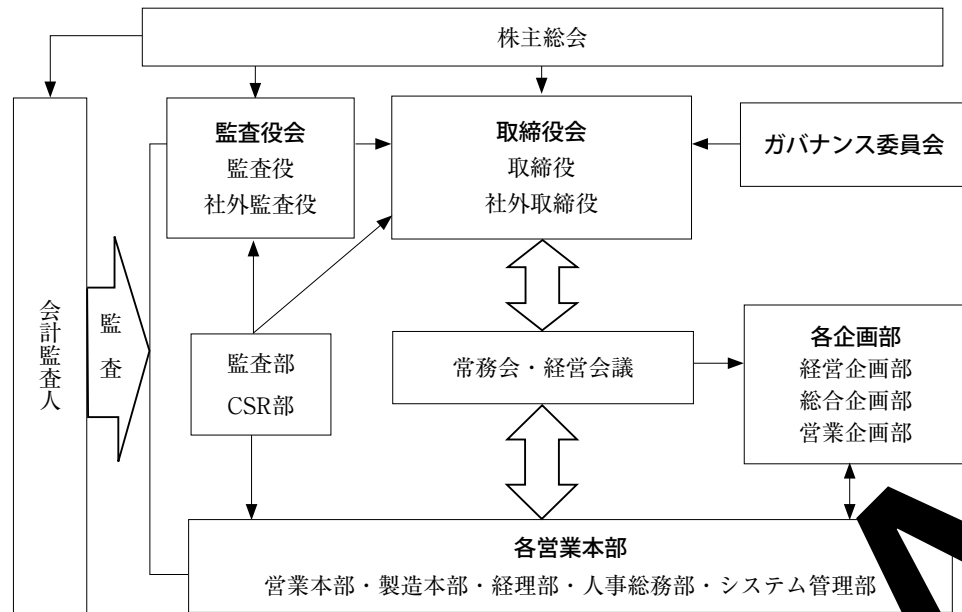 株主総会
監査役会
監査役
社外監査役
取締役会
取締役
社外取締役
ガバナンス委員会
会計監査人
監査
監査部
CSR部
常務会・経営会議
各企画部
経営企画部
総合企画部
営業企画部
各営業本部
営業本部・製造本部・経理部・人事総務部・システム管理部